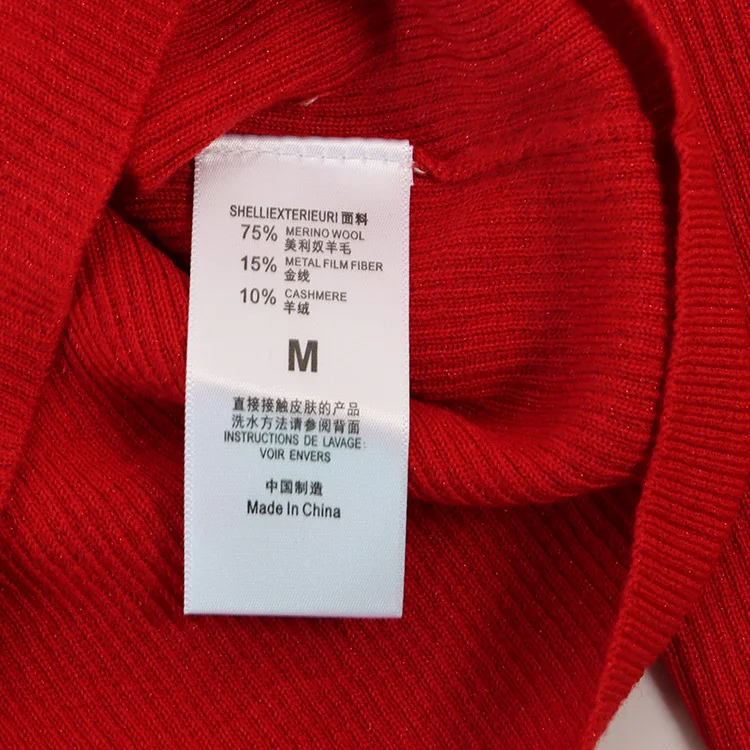 SHELLIEXTERIEURI 面料
75% MERINO WOOL
美利奴羊毛
15% METAL FILM FIBER
金线
10% CASHMERE
羊绒
M
直接接触皮肤的产品
洗水方法请参阅背面
INSTRUCTIONS DE LAVAGE:
VOIR ENVERS
中国制造
Made In China